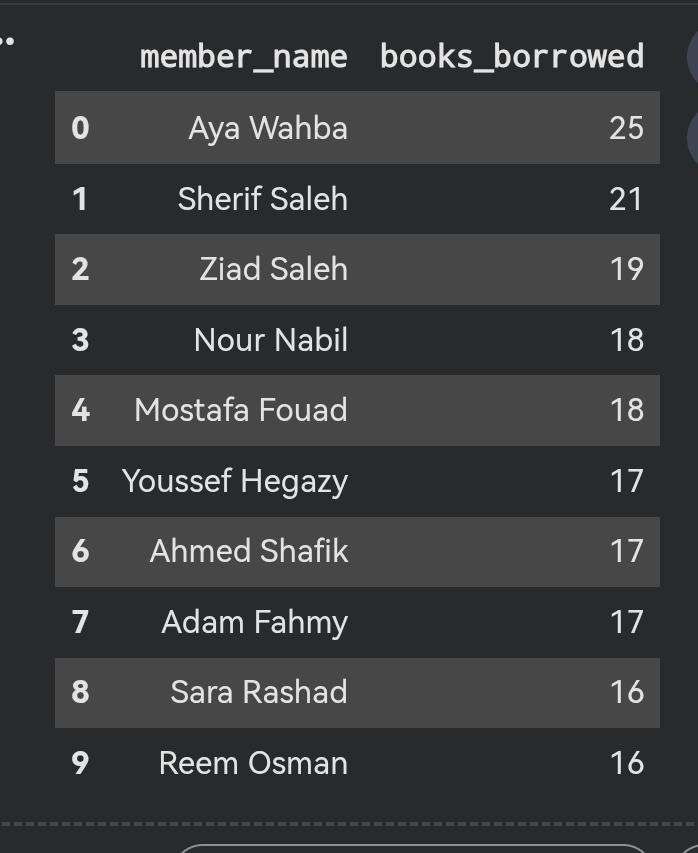 member_name books_borrowed
0 Aya Wahba 25
1 Sherif Saleh 21
2 Ziad Saleh 19
3 Nour Nabil 18
4 Mostafa Fouad 18
5 Youssef Hegazy 17
6 Ahmed Shafik 17
7 Adam Fahmy 17
8 Sara Rashad 16
9 Reem Osman 16